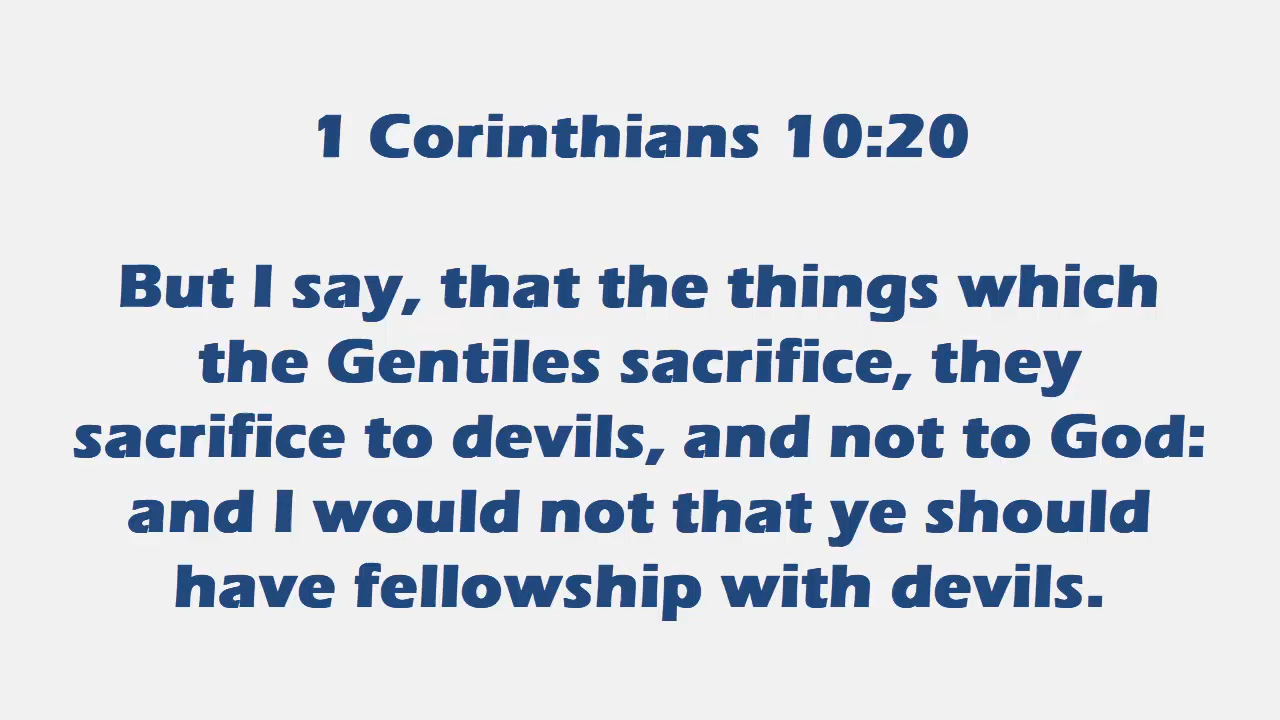 1 Corinthians 10:20
But I say, that the things which
the Gentiles sacrifice, they
sacrifice to devils, and not to God:
and I would not that ye should
have fellowship with devils.